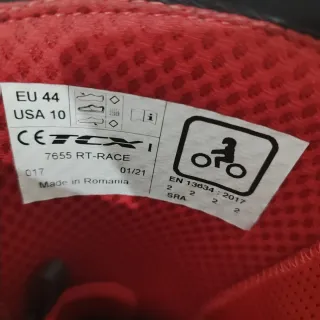 EU 44
USA 10
i
CE TCX I
7655 RT-RACE
017 01/21
Made in Romania
EN 13634 : 2017
2 2 2 2
SRA